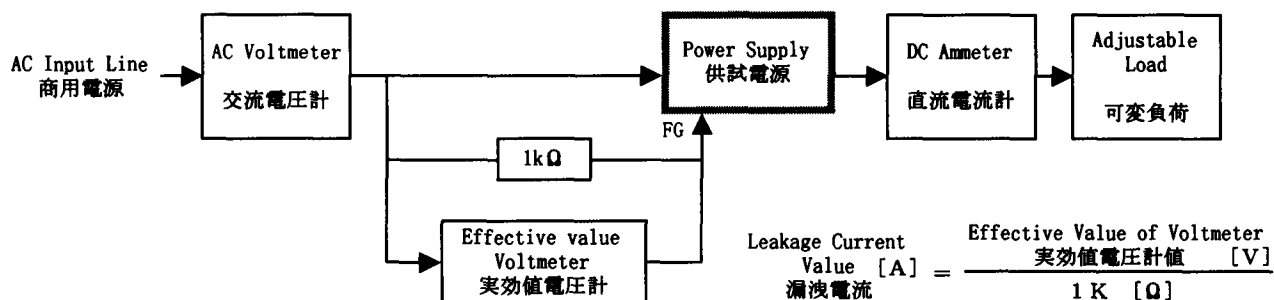 AC Input Line
商用電源
AC Voltmeter
交流電圧計
Power Supply
供試電源
DC Ammeter
直流電流計
Adjustable
Load
可変負荷
FG
1kΩ
Effective value
Voltmeter
実効値電圧計
Leakage Current
Value [A] =
漏洩電流
Effective Value of Voltmeter
実効値電圧計値 [V]
1 K [Ω]